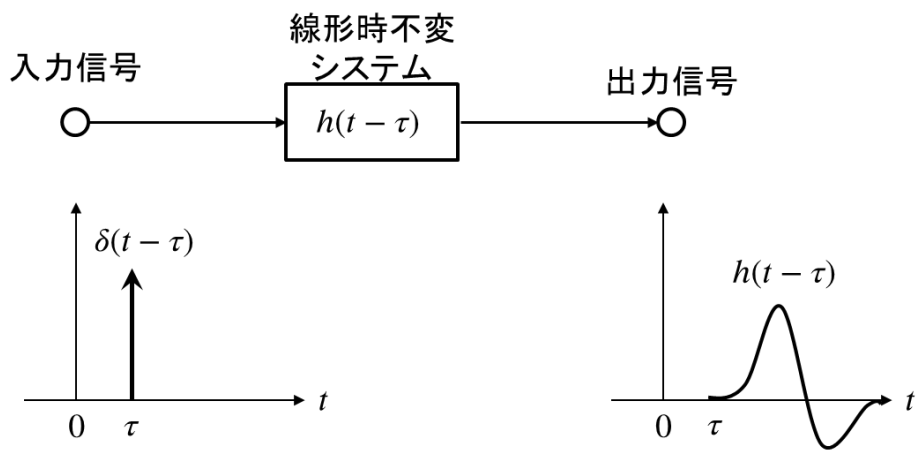 線形時不変
システム
入力信号
出力信号
h(t − τ)
δ(t − τ)
h(t − τ)
0
τ
t
0
τ
t